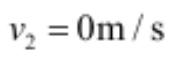 v₂ = 0m / s